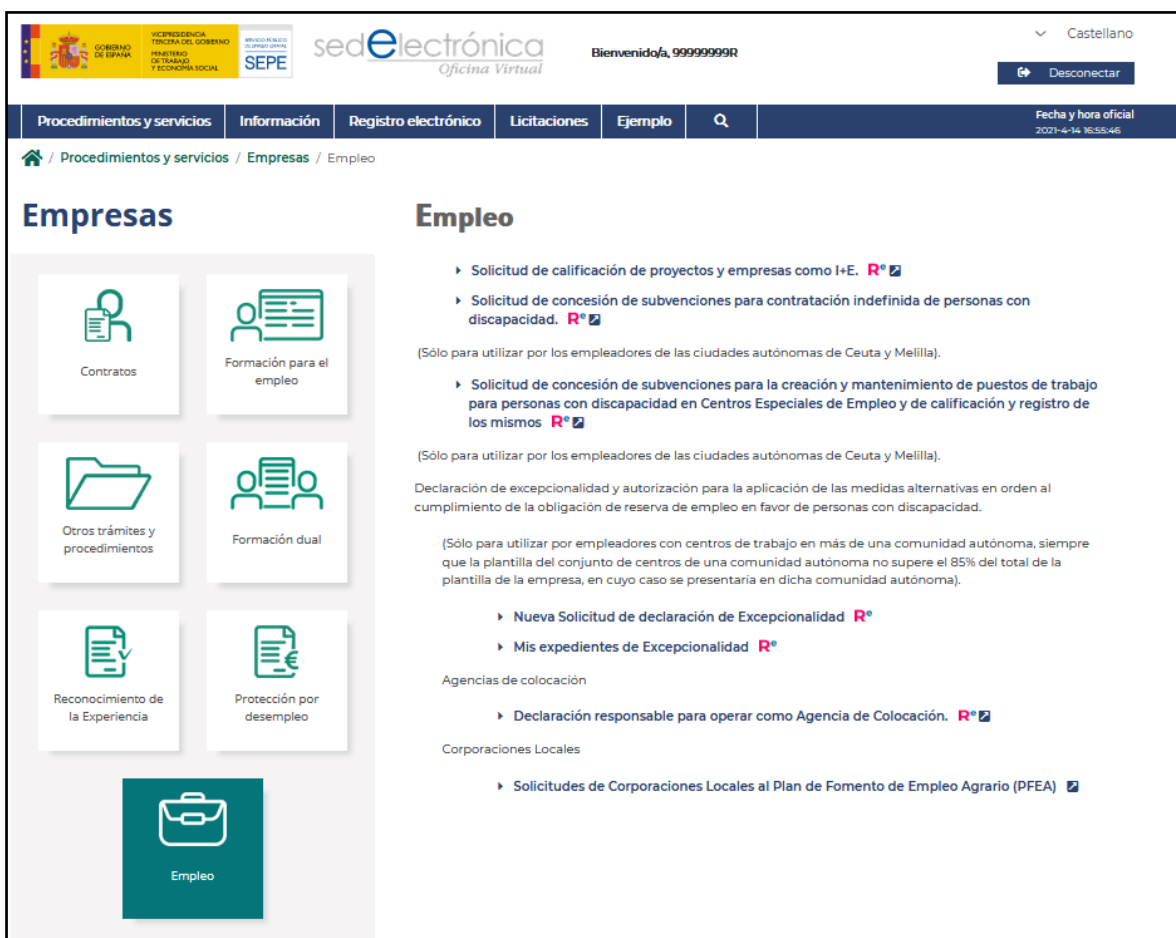 GOBIERNO
DE ESPAÑA
VICEPRESIDENCIA
TERCERA DEL GOBIERNO
MINISTERIO
DE TRABAJO
Y ECONOMÍA SOCIAL
SERVICIO PÚBLICO
DE EMPLEO ESTATAL
SEPE
sedElectrónica
Oficina Virtual
Bienvenido/a, 99999999R
Castellano
Desconectar
Procedimientos y servicios
Información
Registro electrónico
Licitaciones
Ejemplo
Fecha y hora oficial
2021-4-14 16:55:46
/ Procedimientos y servicios / Empresas / Empleo
Empresas
Contratos
Formación para el
empleo
Otros trámites y
procedimientos
Formación dual
Reconocimiento de
la Experiencia
Protección por
desempleo
Empleo
Empleo
Solicitud de calificación de proyectos y empresas como I+E. Re
Solicitud de concesión de subvenciones para contratación indefinida de personas con
discapacidad. Re
(Sólo para utilizar por los empleadores de las ciudades autónomas de Ceuta y Melilla).
Solicitud de concesión de subvenciones para la creación y mantenimiento de puestos de trabajo
para personas con discapacidad en Centros Especiales de Empleo y de calificación y registro de
los mismos Re
(Sólo para utilizar por los empleadores de las ciudades autónomas de Ceuta y Melilla).
Declaración de excepcionalidad y autorización para la aplicación de las medidas alternativas en orden al
cumplimiento de la obligación de reserva de empleo en favor de personas con discapacidad.
(Sólo para utilizar por empleadores con centros de trabajo en más de una comunidad autónoma, siempre
que la plantilla del conjunto de centros de una comunidad autónoma no supere el 85% del total de la
plantilla de la empresa, en cuyo caso se presentaría en dicha comunidad autónoma).
Nueva Solicitud de declaración de Excepcionalidad Re
Mis expedientes de Excepcionalidad Re
Agencias de colocación
Declaración responsable para operar como Agencia de Colocación. Re
Corporaciones Locales
Solicitudes de Corporaciones Locales al Plan de Fomento de Empleo Agrario (PFEA)